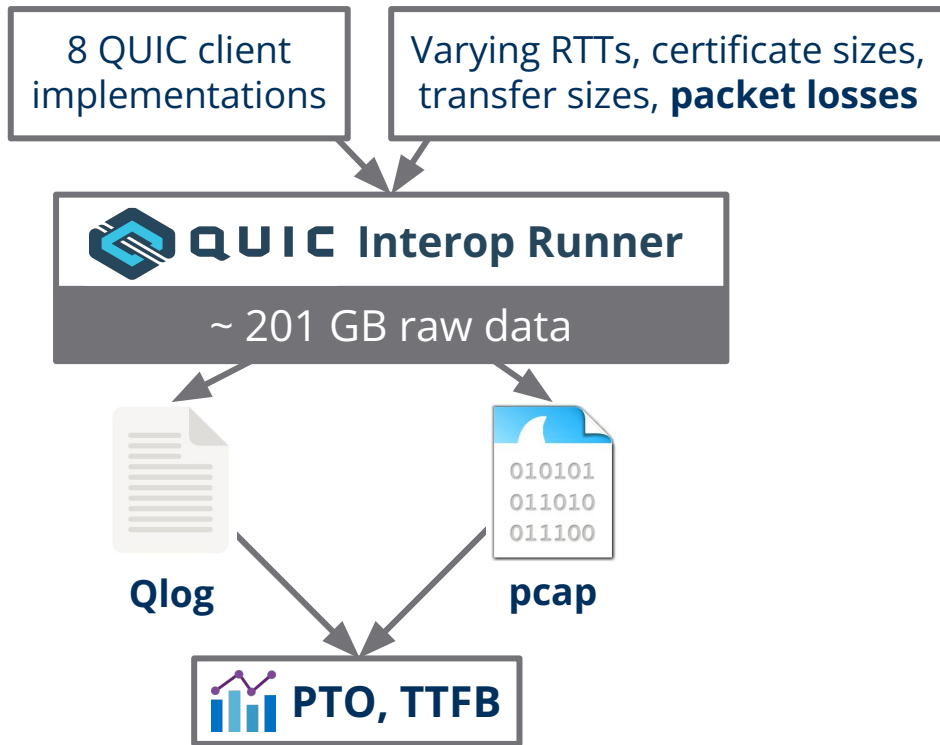 8 QUIC client
implementations
Varying RTTs, certificate sizes,
transfer sizes, packet losses
QUIC Interop Runner
~ 201 GB raw data
010101
011010
011100
Qlog
pcap
PTO, TTFB